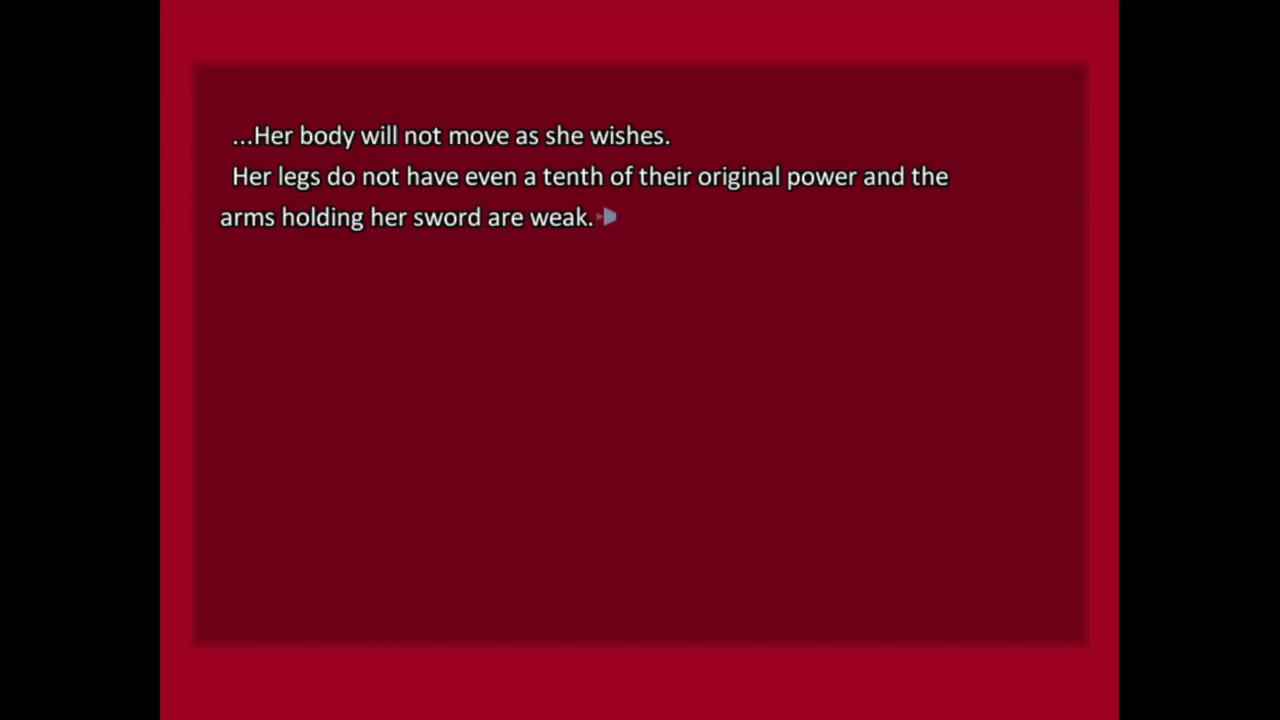 ...Her body will not move as she wishes.
Her legs do not have even a tenth of their original power and the
arms holding her sword are weak.